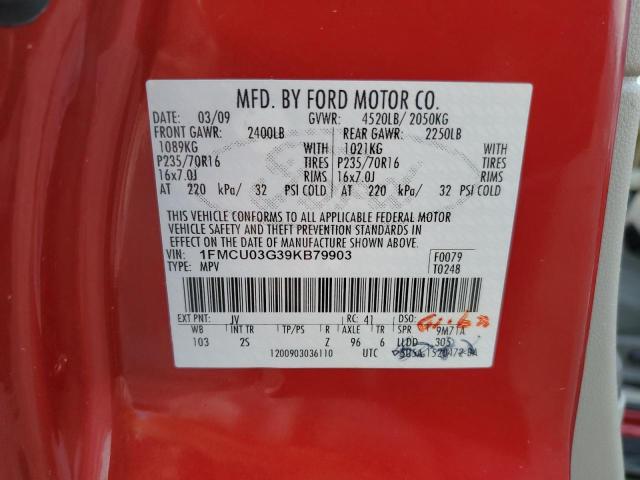 MFD. BY FORD MOTOR CO.
DATE: 03/09 GVWR: 4520LB/ 2050KG
FRONT GAWR: 2400LB REAR GAWR: 2250LB
1089KG WITH 1021KG WITH
P235/70R16 TIRES P235/70R16 TIRES
16x7.0J RIMS 16x7.0J RIMS
AT 220 kPa/ 32 PSI COLD AT 220 kPa/ 32 PSI COLD
THIS VEHICLE CONFORMS TO ALL APPLICABLE FEDERAL MOTOR
VEHICLE SAFETY AND THEFT PREVENTION STANDARDS IN
EFFECT ON THE DATE OF MANUFACTURE SHOWN ABOVE.
VIN: 1FMCU03G39KB79903 F0079
TYPE: MPV T0248
EXT PNT: JV RC: 41 DSO:
WB INT TR TP/PS R AXLE TR SPR 9M71A
103 2S Z 96 6 LLDD 305
1200903036110 UTC